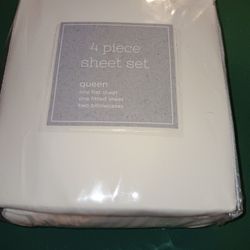 4 piece
sheet set
queen
one flat sheet
one fitted sheet
two pillowcases